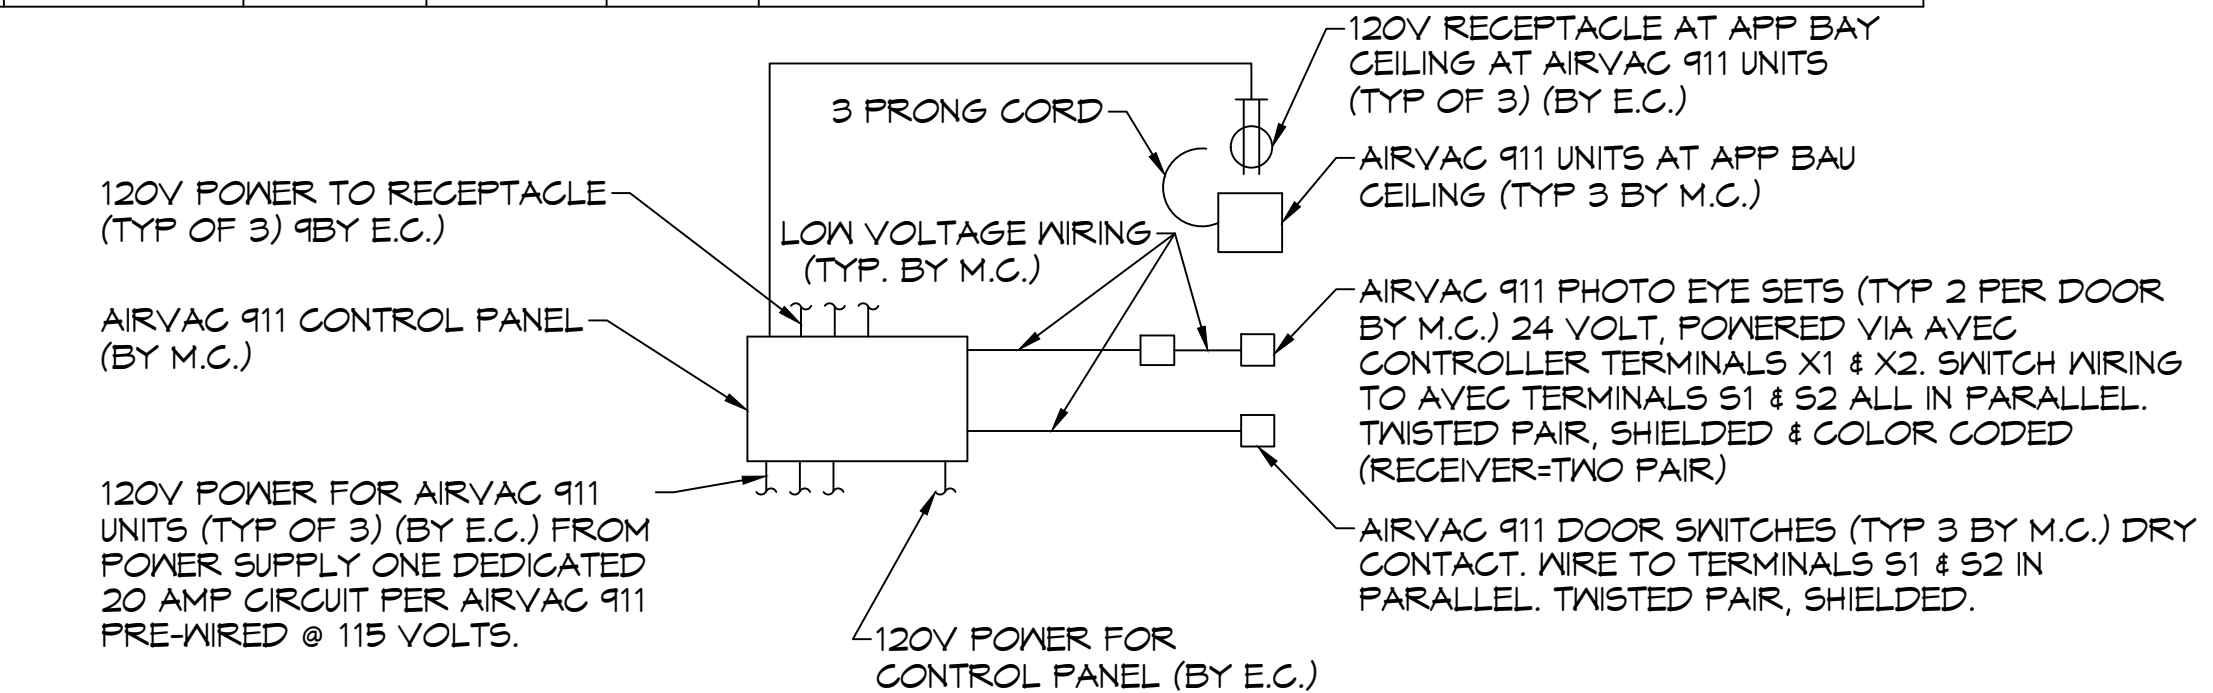 120V RECEPTACLE AT APP BAY
CEILING AT AIRVAC 911 UNITS
(TYP OF 3) (BY E.C.)
3 PRONG CORD
AIRVAC 911 UNITS AT APP BAU
CEILING (TYP 3 BY M.C.)
120V POWER TO RECEPTACLE
(TYP OF 3) 9BY E.C.)
LOW VOLTAGE WIRING
(TYP. BY M.C.)
AIRVAC 911 CONTROL PANEL
(BY M.C.)
AIRVAC 911 PHOTO EYE SETS (TYP 2 PER DOOR
BY M.C.) 24 VOLT, POWERED VIA AVEC
CONTROLLER TERMINALS X1 & X2. SWITCH WIRING
TO AVEC TERMINALS S1 & S2 ALL IN PARALLEL.
TWISTED PAIR, SHIELDED & COLOR CODED
(RECEIVER=TWO PAIR)
120V POWER FOR AIRVAC 911
UNITS (TYP OF 3) (BY E.C.) FROM
POWER SUPPLY ONE DEDICATED
20 AMP CIRCUIT PER AIRVAC 911
PRE-WIRED @ 115 VOLTS.
AIRVAC 911 DOOR SWITCHES (TYP 3 BY M.C.) DRY
CONTACT. WIRE TO TERMINALS S1 & S2 IN
PARALLEL. TWISTED PAIR, SHIELDED.
120V POWER FOR
CONTROL PANEL (BY E.C.)